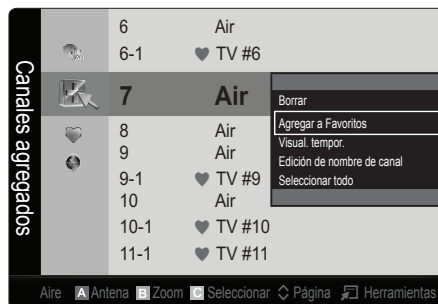 Canales agregados
6 Air
6-1 ♥ TV #6
7 Air
8 Air
9 Air
9-1 ♥ TV #9
10 Air
10-1 ♥ TV #10
11-1 ♥ TV #11
Borrar
Agregar a Favoritos
Visual. tempor.
Edición de nombre de canal
Seleccionar todo
Aire A Antena B Zoom C Seleccionar Página Herramientas